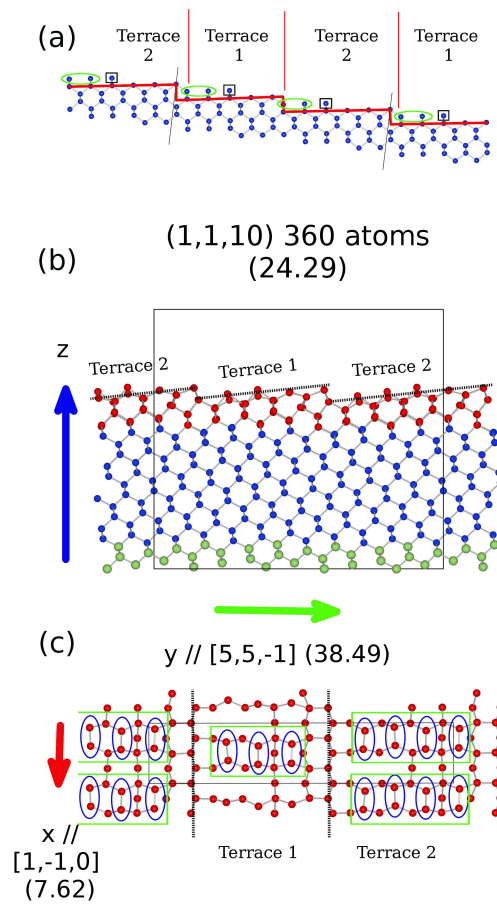 (a)
Terrace
2
Terrace
1
Terrace
2
Terrace
1
(1,1,10) 360 atoms
(24.29)
(b)
z
Terrace 2
Terrace 1
Terrace 2
(c)
y // [5,5,-1] (38.49)
x //
[1,-1,0]
(7.62)
Terrace 1
Terrace 2